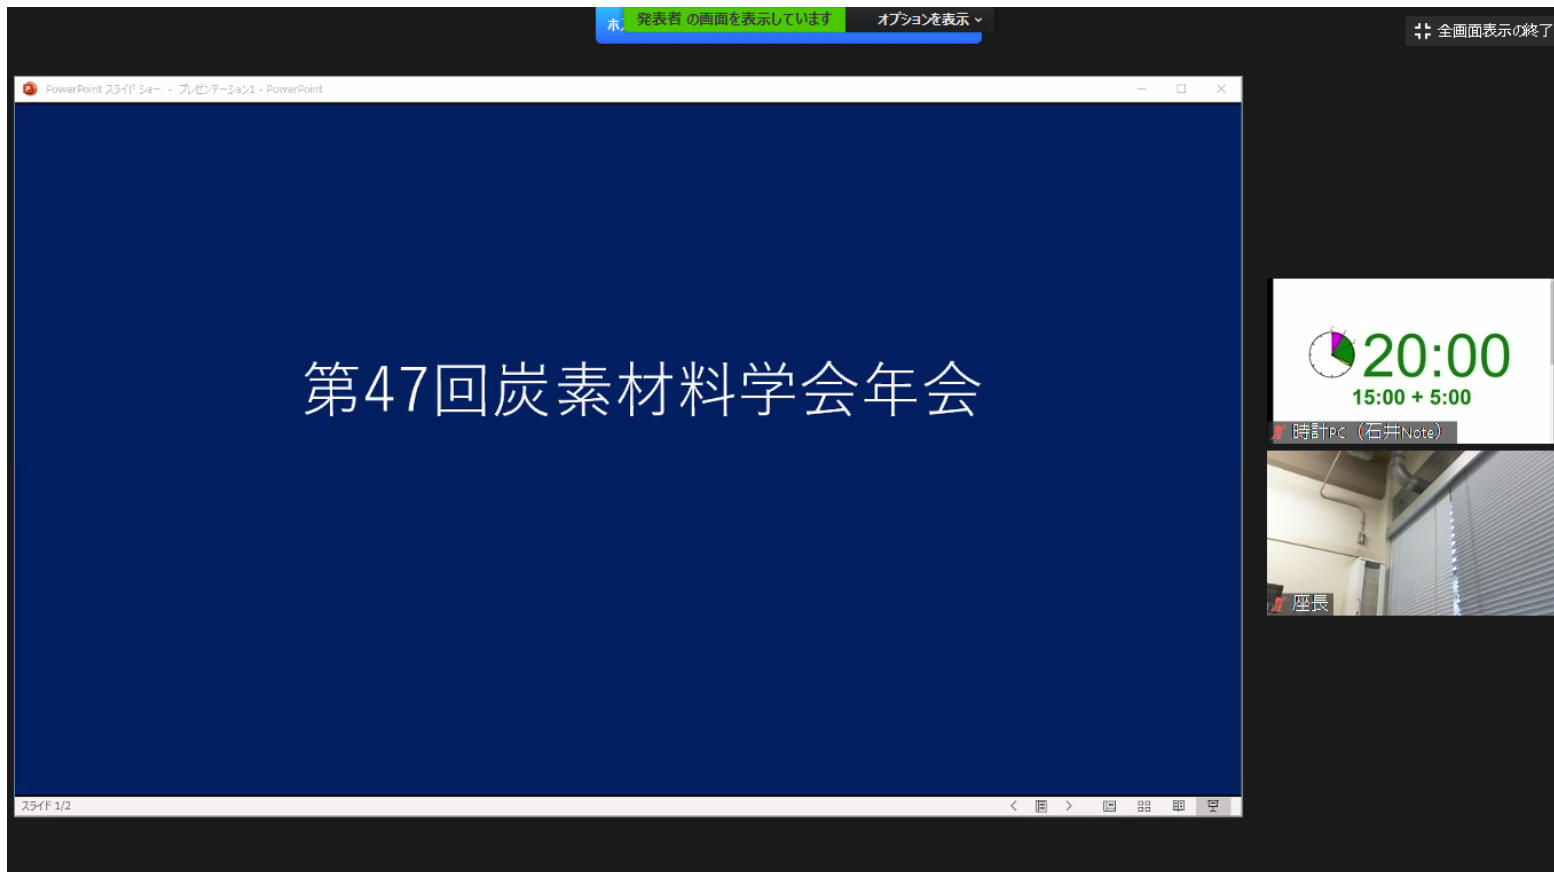 発表者 の画面を表示しています
オプションを表示
全画面表示の終了
PowerPoint スライド ショー - プレゼンテーション1 - PowerPoint
第47回炭素材料学会年会
スライド 1/2
20:00
15:00 + 5:00
時計PC（石井Note）
座長